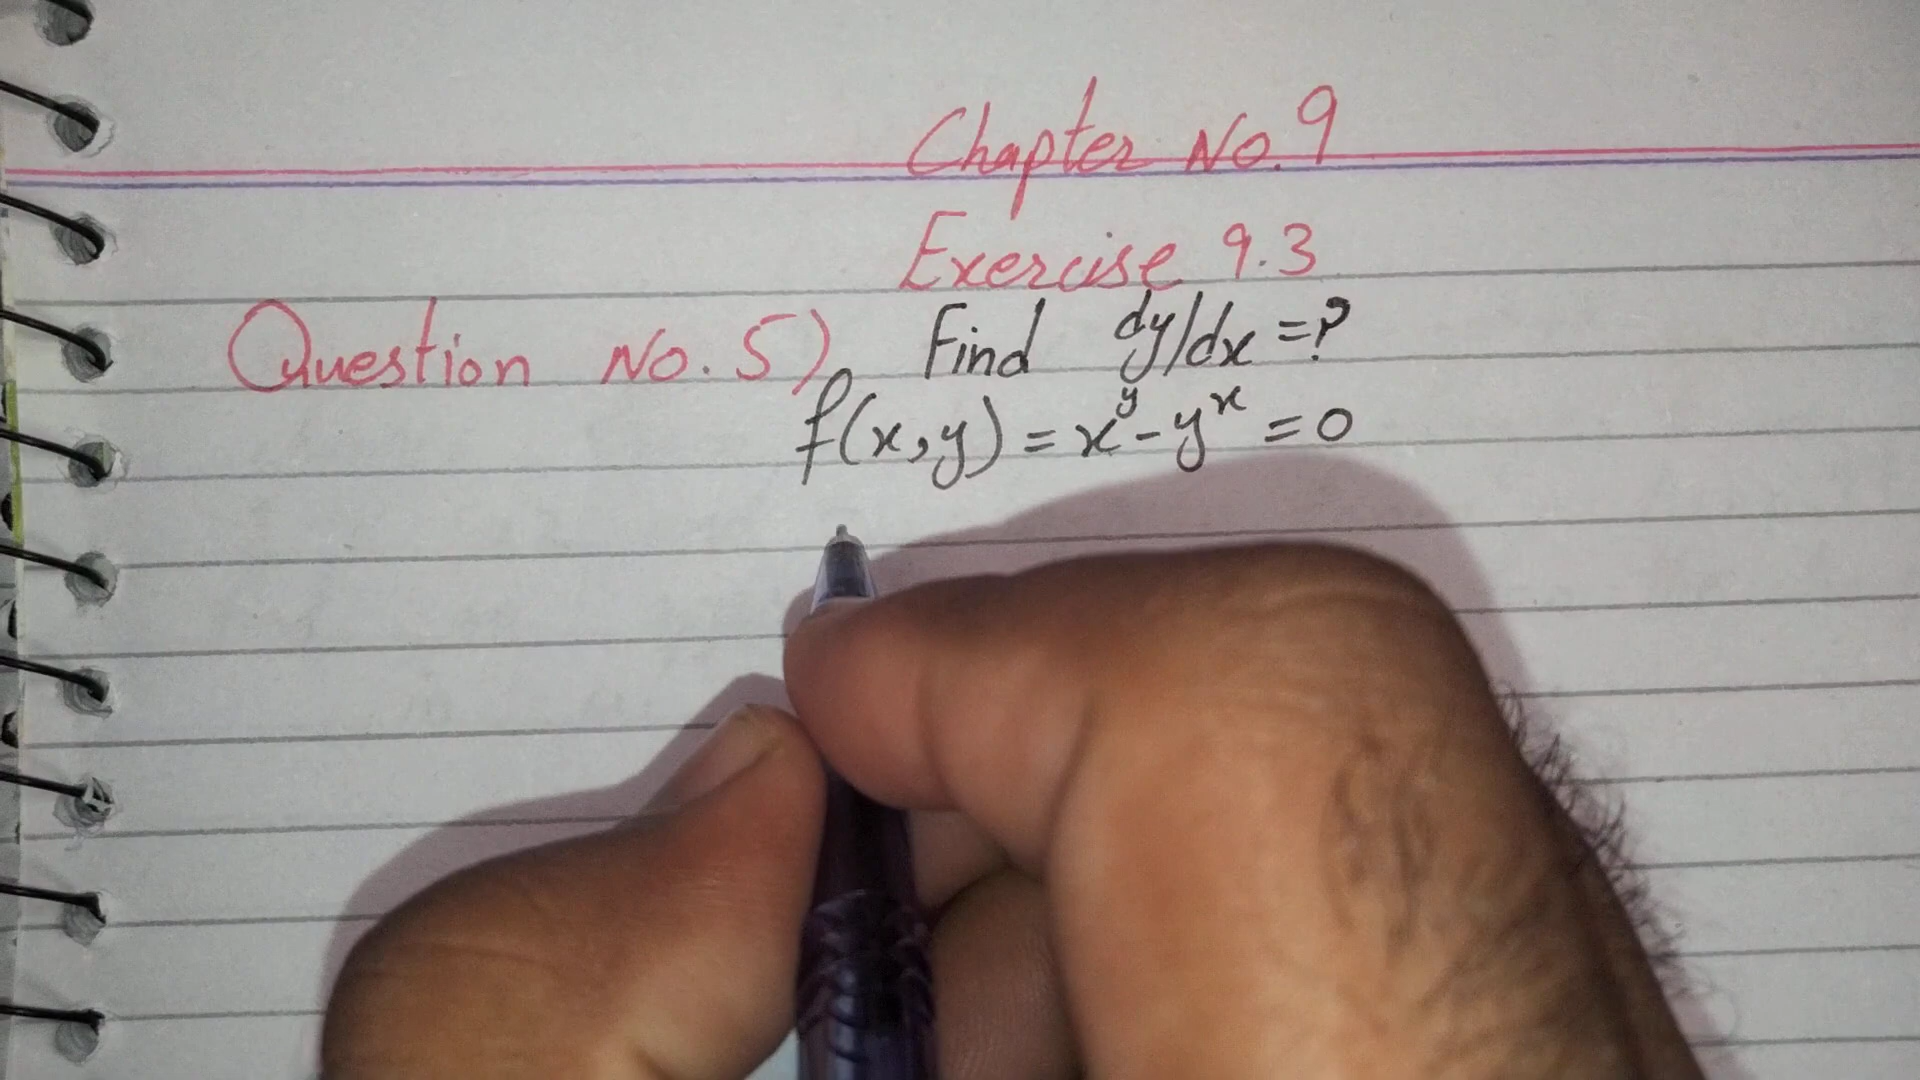 Chapter No.9
Exercise 9.3
Question No.5) Find dy/dx =?
f(x,y) = x^y - y^x = 0